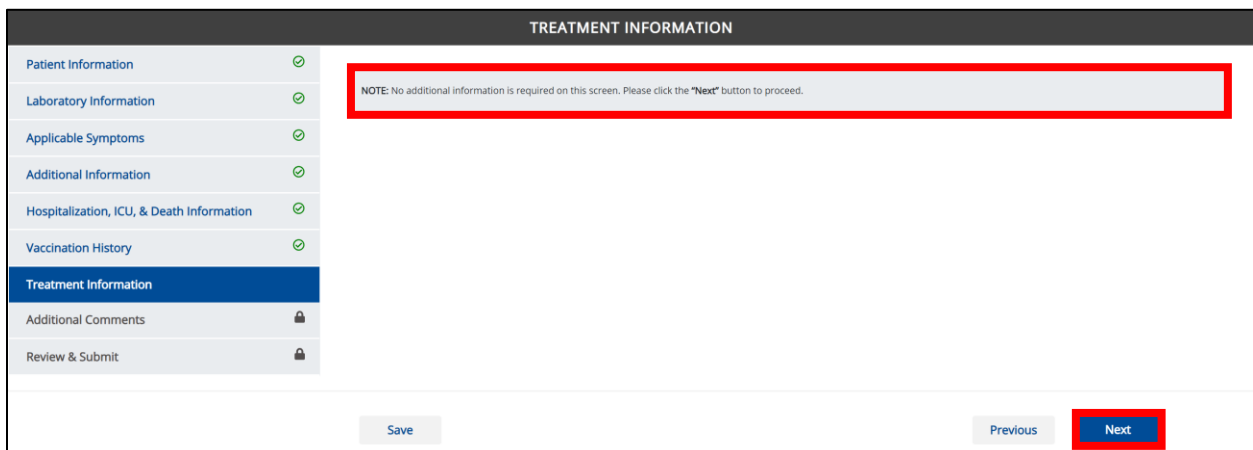 TREATMENT INFORMATION
Patient Information
Laboratory Information
Applicable Symptoms
Additional Information
Hospitalization, ICU, & Death Information
Vaccination History
Treatment Information
Additional Comments
Review & Submit
NOTE: No additional information is required on this screen. Please click the "Next" button to proceed.
Save
Previous
Next